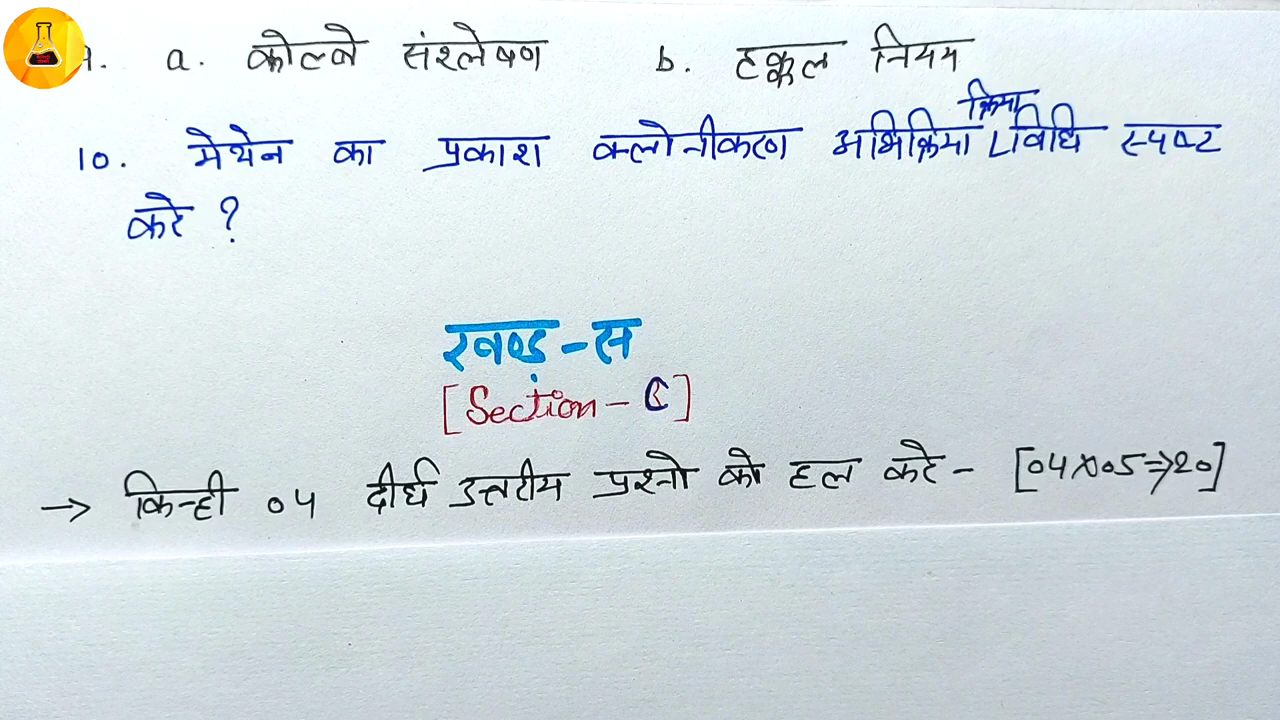 9. a. कोल्बे संश्लेषण b. हक्कल नियम
क्रिया
10. मेथेन का प्रकाश क्लोनीकरण अभिक्रिया विधि स्पष्ट
करे ?
खण्ड-स
[Section-C]
→ किन्ही 04 दीर्घ उत्तरीय प्रश्नो को हल करे - [04×05⇒20]